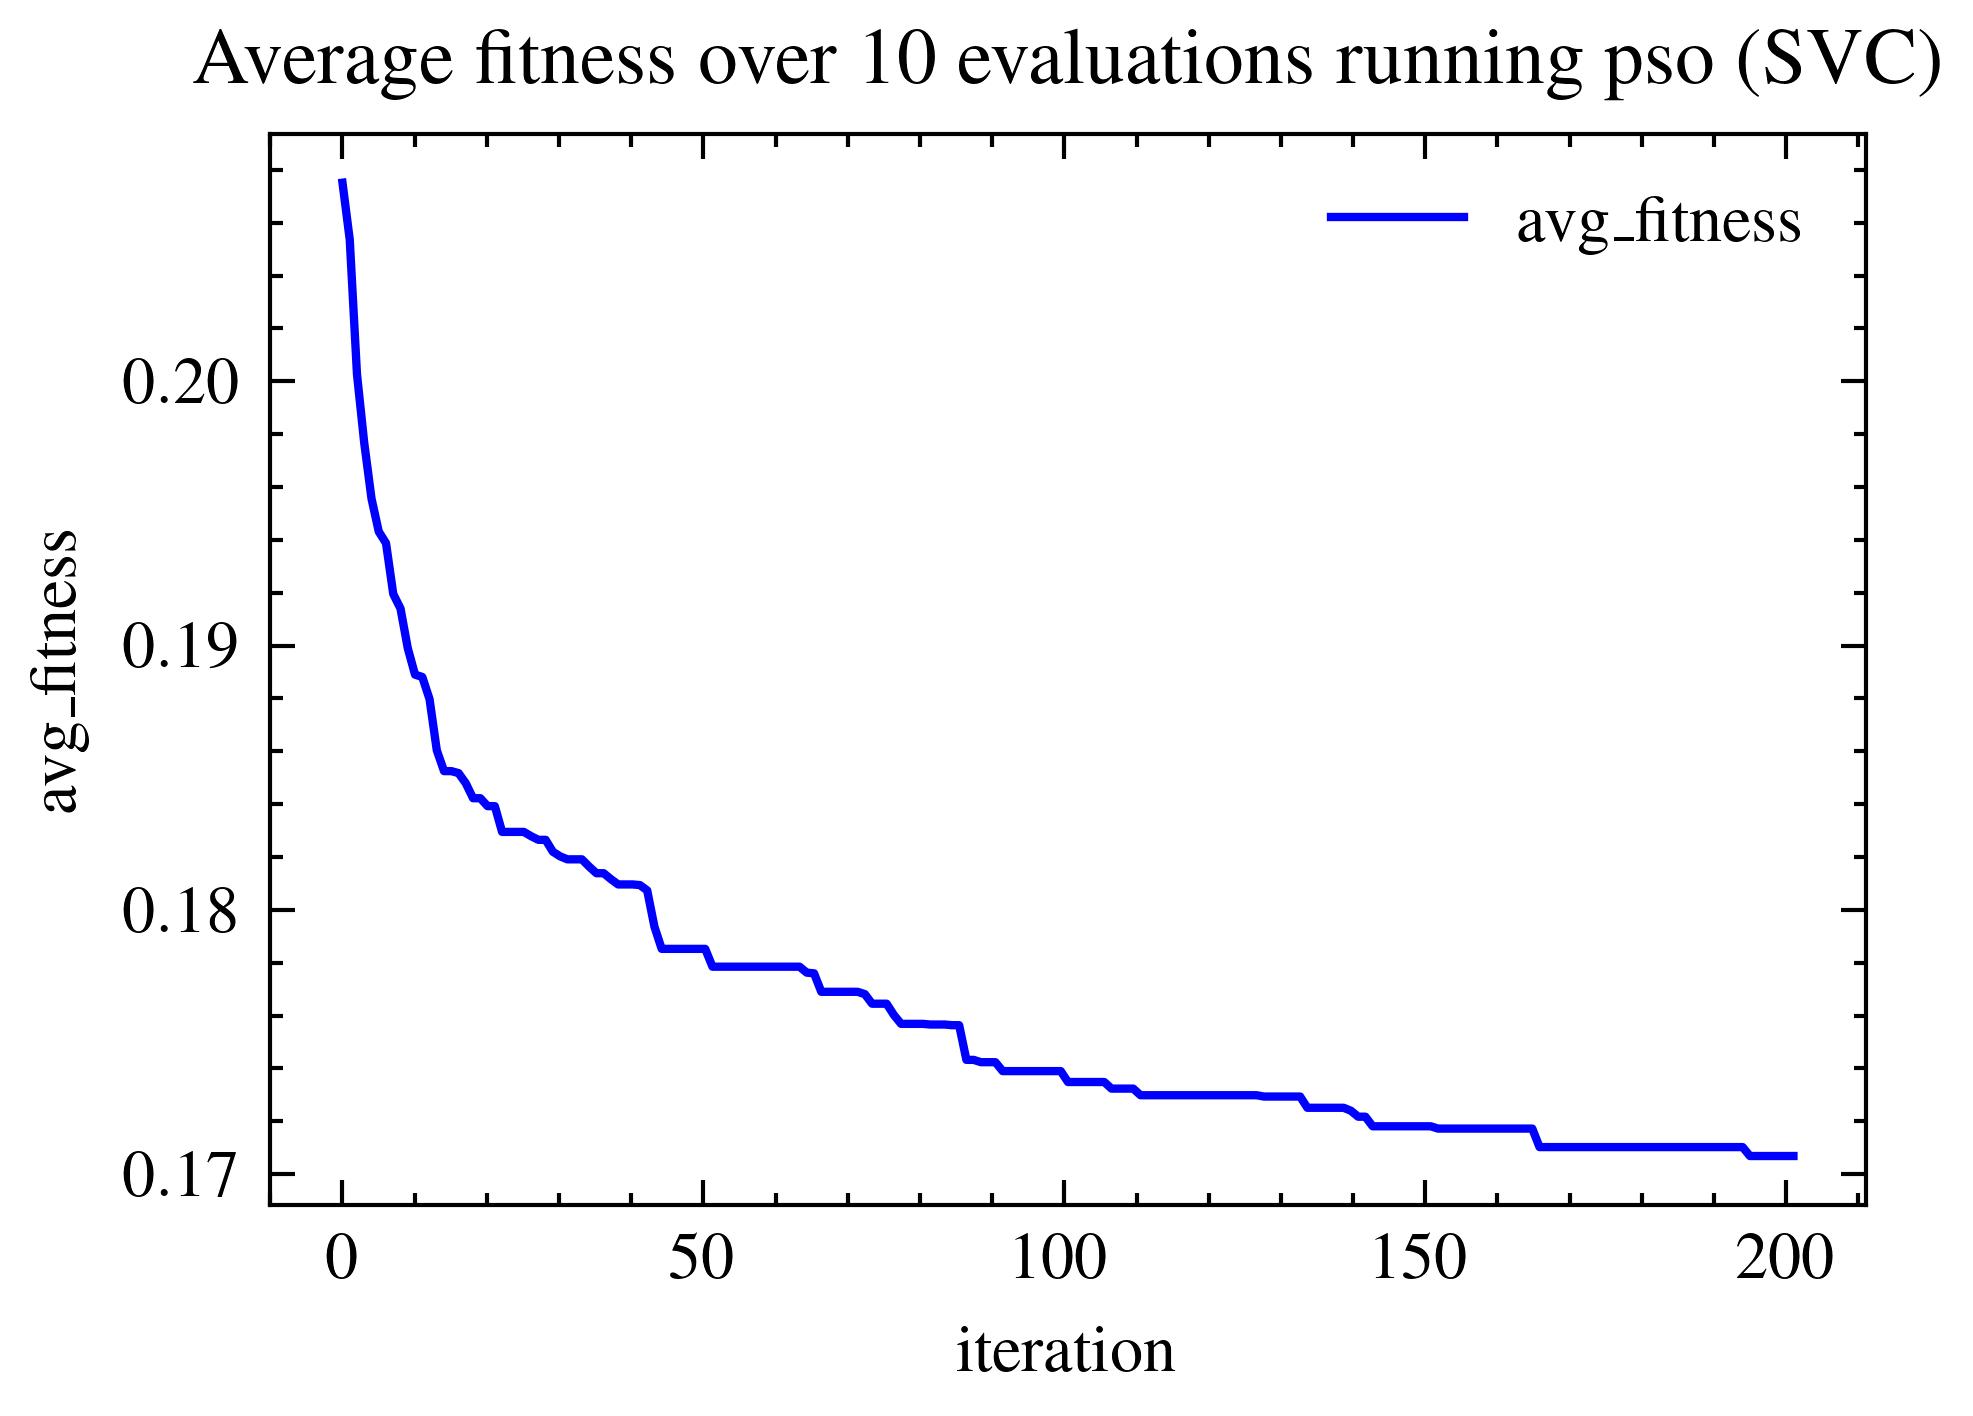 Average fitness over 10 evaluations running pso (SVC)
avg_fitness
0.20
0.19
0.18
0.17
avg_fitness
0 50 100 150 200
iteration